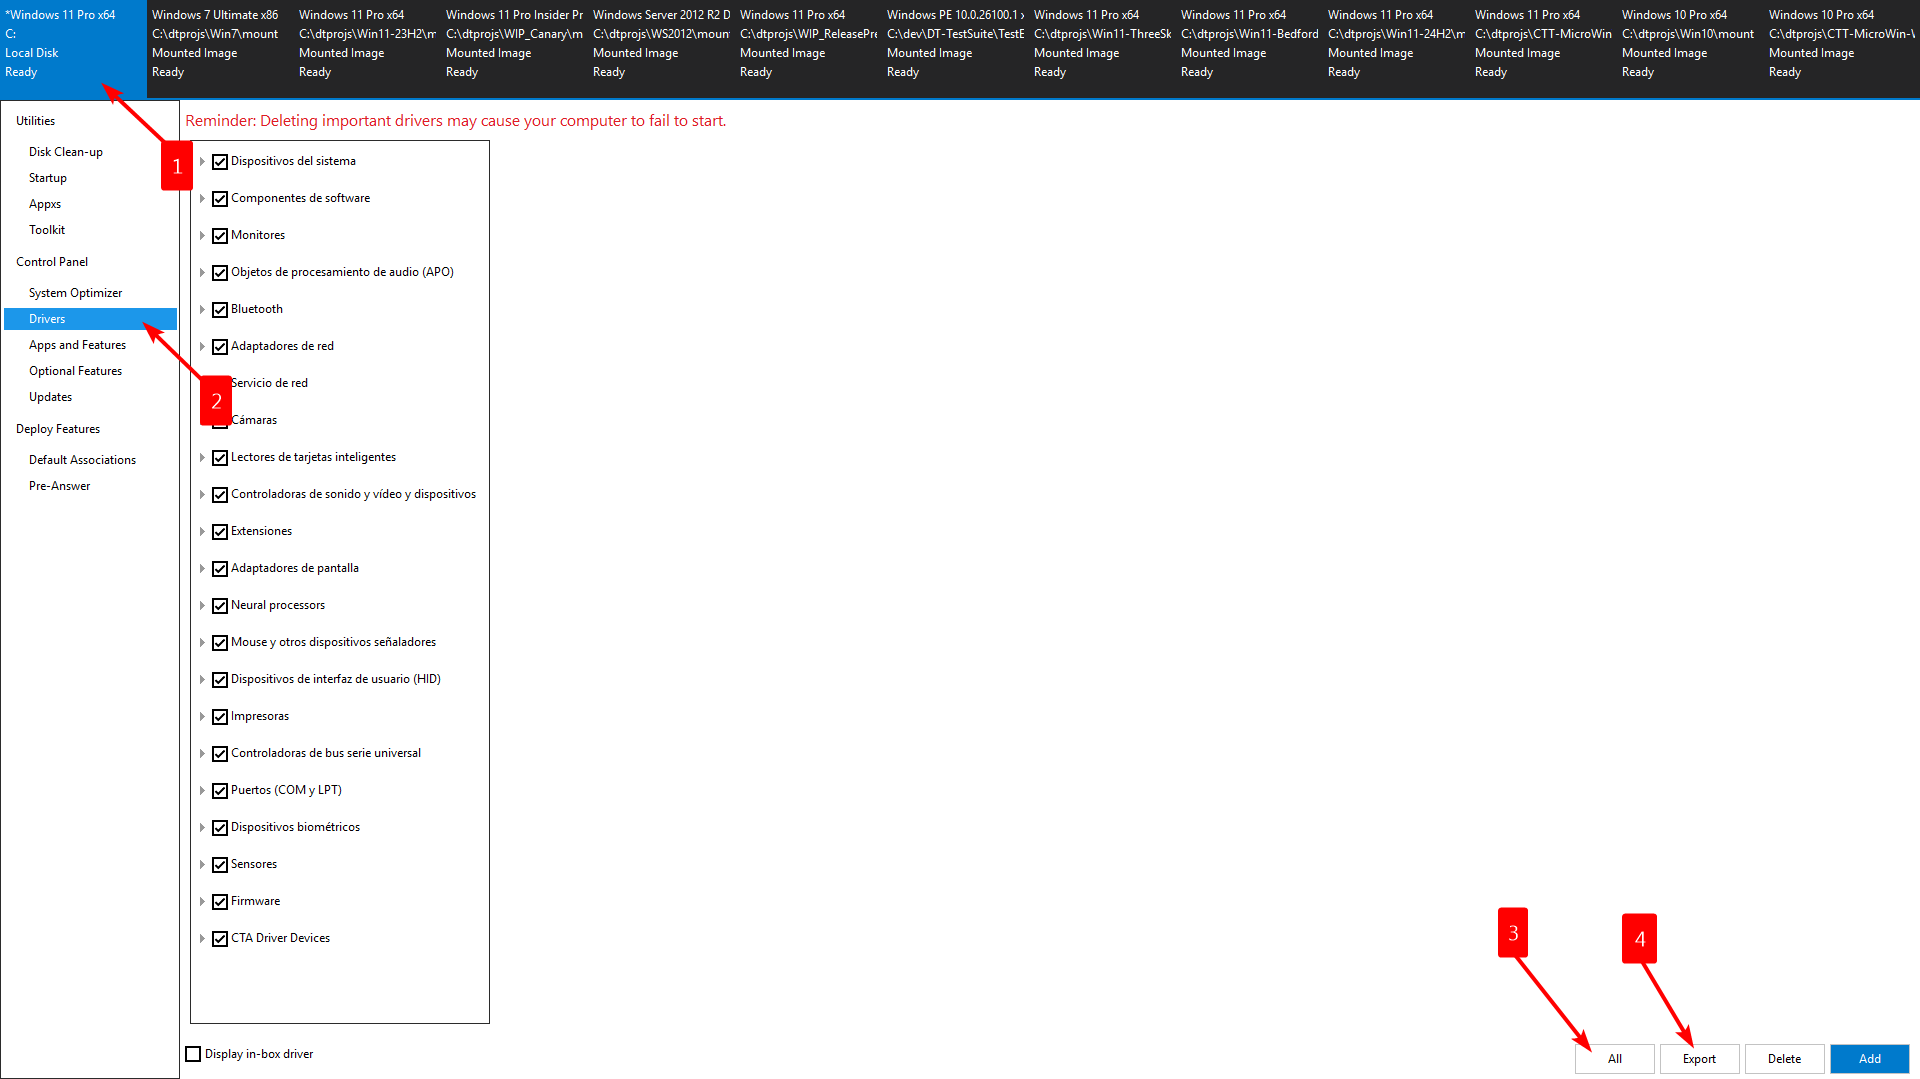 *Windows 11 Pro x64
C:
Local Disk
Ready
Windows 7 Ultimate x86
C:\dtprojs\Win7\mount
Mounted Image
Ready
Windows 11 Pro x64
C:\dtprojs\Win11-23H2\m
Mounted Image
Ready
Windows 11 Pro Insider Pr
C:\dtprojs\WIP_Canary\m
Mounted Image
Ready
Windows Server 2012 R2 D
C:\dtprojs\WS2012\moun
Mounted Image
Ready
Windows 11 Pro x64
C:\dtprojs\WIP_ReleasePre
Mounted Image
Ready
Windows PE 10.0.26100.1 x
C:\dev\DT-TestSuite\TestE
Mounted Image
Ready
Windows 11 Pro x64
C:\dtprojs\Win11-ThreeSk
Mounted Image
Ready
Windows 11 Pro x64
C:\dtprojs\Win11-Bedford
Mounted Image
Ready
Windows 11 Pro x64
C:\dtprojs\Win11-24H2\m
Mounted Image
Ready
Windows 11 Pro x64
C:\dtprojs\CTT-MicroWin
Mounted Image
Ready
Windows 10 Pro x64
C:\dtprojs\Win10\mount
Mounted Image
Ready
Windows 10 Pro x64
C:\dtprojs\CTT-MicroWin-\
Mounted Image
Ready
Utilities
Disk Clean-up
Startup
Appxs
Toolkit
Control Panel
System Optimizer
Drivers
Apps and Features
Optional Features
Updates
Deploy Features
Default Associations
Pre-Answer
1
2
Reminder: Deleting important drivers may cause your computer to fail to start.
Dispositivos del sistema
Componentes de software
Monitores
Objetos de procesamiento de audio (APO)
Bluetooth
Adaptadores de red
Servicio de red
Cámaras
Lectores de tarjetas inteligentes
Controladoras de sonido y vídeo y dispositivos
Extensiones
Adaptadores de pantalla
Neural processors
Mouse y otros dispositivos señaladores
Dispositivos de interfaz de usuario (HID)
Impresoras
Controladoras de bus serie universal
Puertos (COM y LPT)
Dispositivos biométricos
Sensores
Firmware
CTA Driver Devices
3
4
Display in-box driver
All
Export
Delete
Add